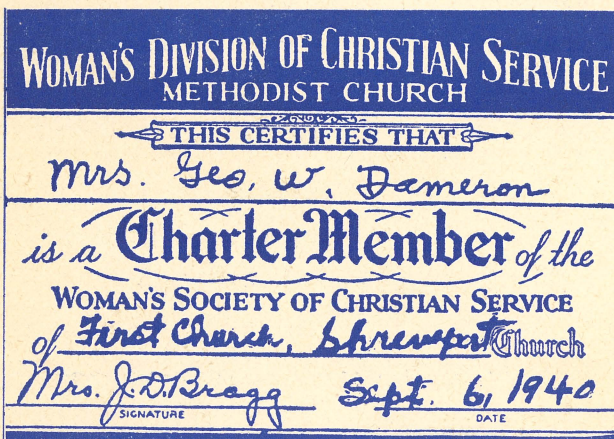 WOMAN'S DIVISION OF CHRISTIAN SERVICE
METHODIST CHURCH
THIS CERTIFIES THAT
Mrs. Geo. W. Dameron
is a Charter Member of the
WOMAN'S SOCIETY OF CHRISTIAN SERVICE
of First Church, Shreveport Church
Mrs. J. D. Bragg Sept. 6, 1940
SIGNATURE DATE